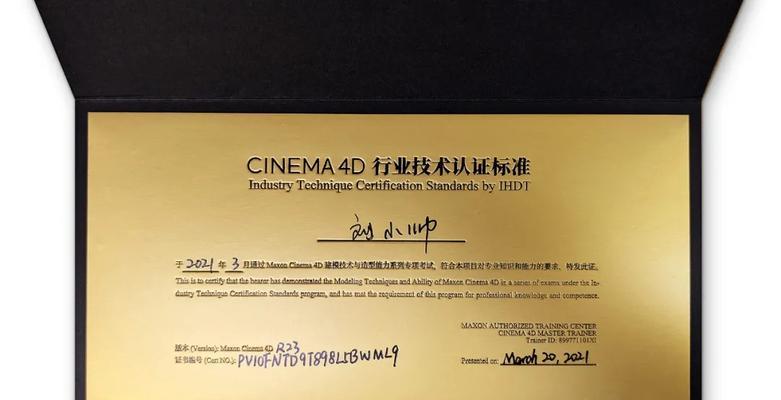 CINEMA 4D 行业技术认证标准
Industry Technique Certification Standards by IHDT
刘小帅
于 2021 年 3 月通过 Maxon Cinema 4D 建模技术与造型能力系列专项考试，符合本项目对专业知识和能力的要求，特发此证。
This is to certify that the bearer has demonstrated the Modeling Techniques and Ability of Maxon Cinema 4D in a series of exams under the In-
dustry Technique Certification Standards program, and has met the requirement of this program for professional knowledge and competence.
MAXON AUTHORIZED TRAINING CENTER
CINEMA 4D MASTER TRAINER
Trainer ID: 899771101XI
版本 (Version): Maxon Cinema 4D R23
证书编号 (Cert NO.): PV10FNTD9T898L5BWML9
Presented on: March 20, 2021